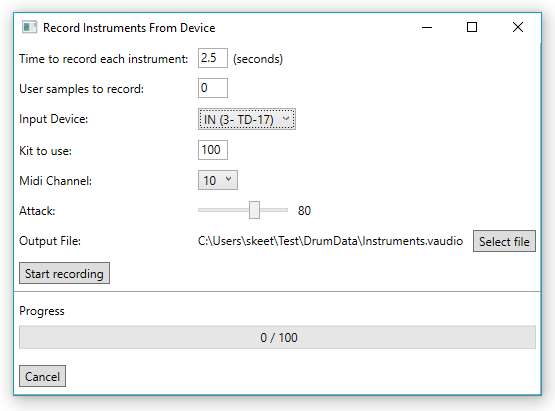 Record Instruments From Device
Time to record each instrument: 2.5 (seconds)
User samples to record: 0
Input Device: IN (3- TD-17)
Kit to use: 100
Midi Channel: 10
Attack: 80
Output File: C:\Users\skeet\Test\DrumData\Instruments.vaudio Select file
Start recording
Progress
0 / 100
Cancel